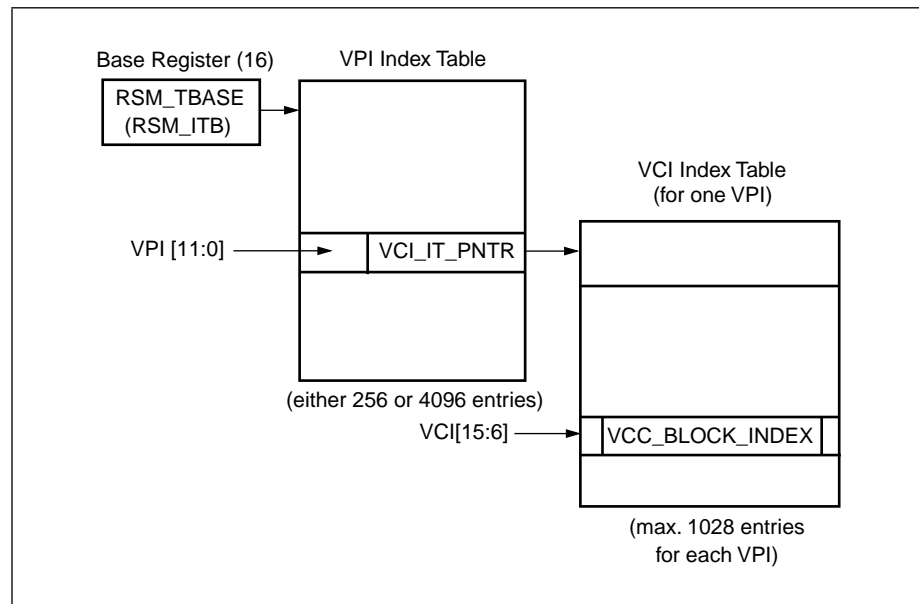 Base Register (16)
RSM_TBASE
(RSM_ITB)
VPI Index Table
VPI [11:0]
VCI_IT_PNTR
(either 256 or 4096 entries)
VCI Index Table
(for one VPI)
VCI[15:6]
VCC_BLOCK_INDEX
(max. 1028 entries
for each VPI)